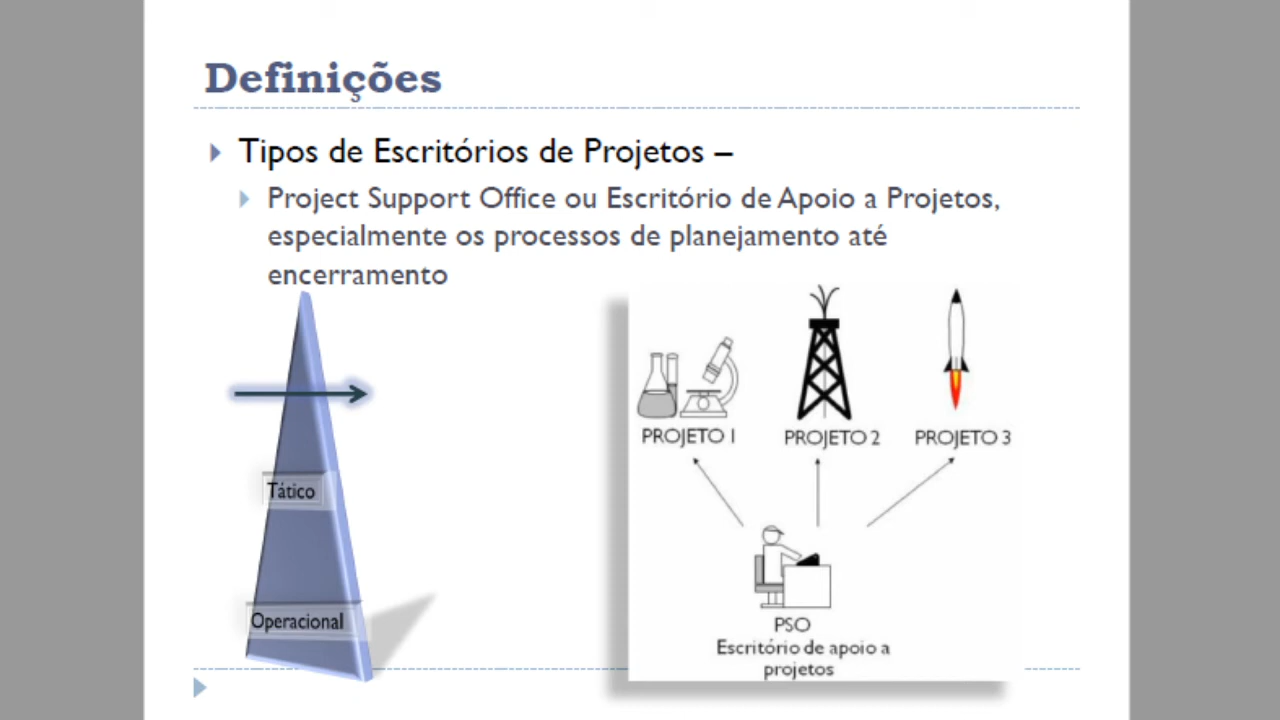 Definições
Tipos de Escritórios de Projetos –
Project Support Office ou Escritório de Apoio a Projetos,
especialmente os processos de planejamento até
encerramento
Tático
Operacional
PROJETO 1
PROJETO 2
PROJETO 3
PSO
Escritório de apoio a
projetos